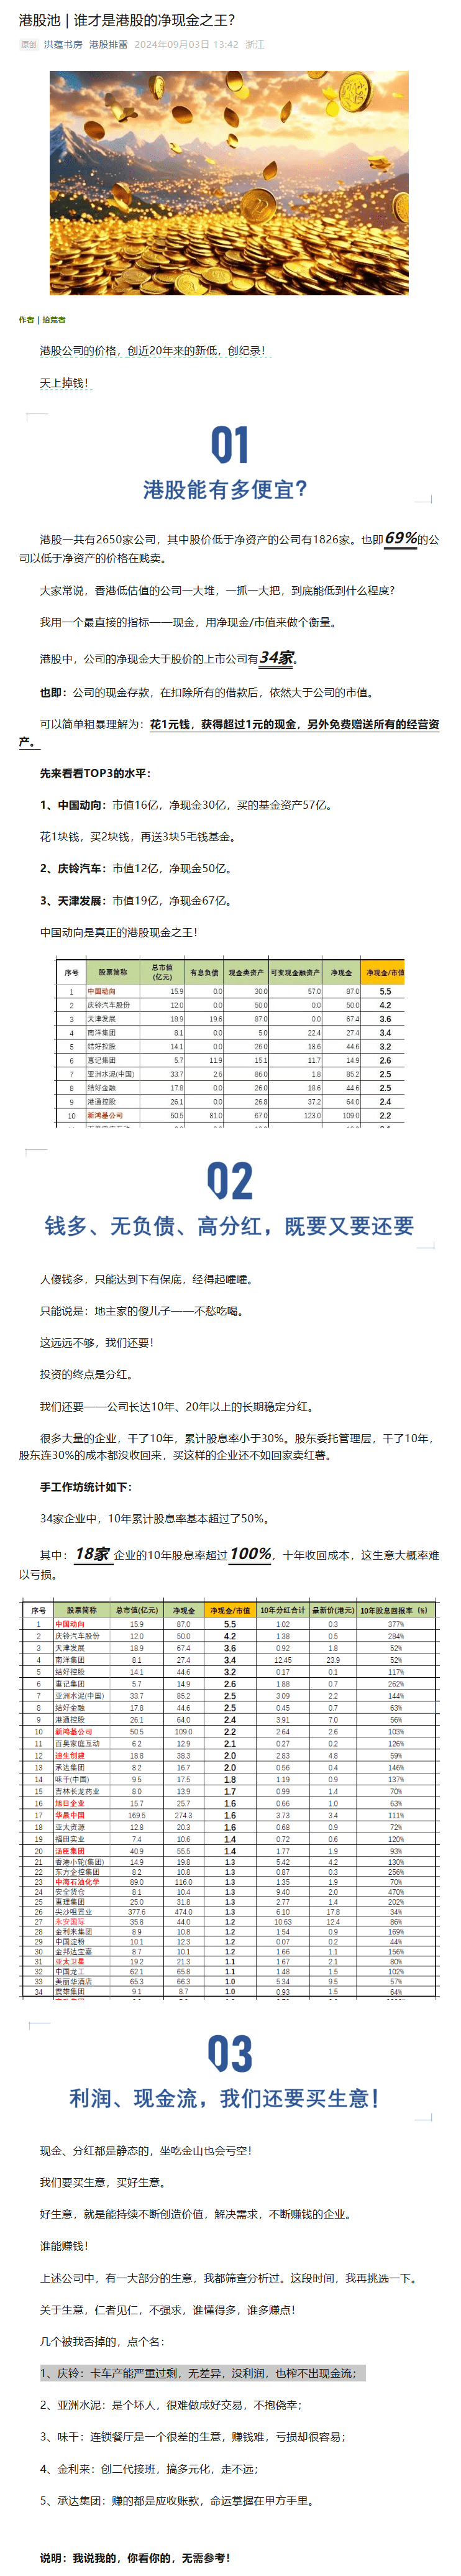 港股池 | 谁才是港股的净现金之王？
原创 洪蕴书房 港股排雷 2024年09月03日 13:42 浙江
作者 | 拾荒者
港股公司的价格，创近20年来的新低，创纪录！
天上掉钱！
01
港股能有多便宜？
港股一共有2650家公司，其中股价低于净资产的公司有1826家。也即69%的公
司以低于净资产的价格在贱卖。
大家常说，香港低估值的公司一大堆，一抓一大把，到底能低到什么程度？
我用一个最直接的指标——现金，用净现金/市值来做个衡量。
港股中，公司的净现金大于股价的上市公司有34家。
也即：公司的现金存款，在扣除所有的借款后，依然大于公司的市值。
可以简单粗暴理解为：花1元钱，获得超过1元的现金，另外免费赠送所有的经营资
产。
先来看看TOP3的水平：
1、中国动向：市值16亿，净现金30亿，买的基金资产57亿。
花1块钱，买2块钱，再送3块5毛钱基金。
2、庆铃汽车：市值12亿，净现金50亿。
3、天津发展：市值19亿，净现金67亿。
中国动向是真正的港股现金之王！
序号 股票简称 总市值(亿元) 有息负债 现金类资产 可变现金融资产 净现金 净现金/市值
1 中国动向 15.9 0.0 30.0 57.0 87.0 5.5
2 庆铃汽车股份 12.0 0.0 50.0 0.0 50.0 4.2
3 天津发展 18.9 19.6 87.0 0.0 67.4 3.6
4 南洋集团 8.1 0.0 5.0 22.4 27.4 3.4
5 结好控股 14.1 0.0 26.0 18.6 44.6 3.2
6 惠记集团 5.7 11.9 15.1 11.7 14.9 2.6
7 亚洲水泥(中国) 33.7 2.6 86.0 1.8 85.2 2.5
8 结好金融 17.8 0.0 26.0 18.6 44.6 2.5
9 港通控股 26.1 0.0 26.8 37.2 64.0 2.4
10 新鸿基公司 50.5 81.0 67.0 123.0 109.0 2.2
02
钱多、无负债、高分红，既要又要还要
人傻钱多，只能达到下有保底，经得起嚯嚯。
只能说是：地主家的傻儿子——不愁吃喝。
这远远不够，我们还要！
投资的终点是分红。
我们还要——公司长达10年、20年以上的长期稳定分红。
很多大量的企业，干了10年，累计股息率小于30%。股东委托管理层，干了10年，
股东连30%的成本都没收回来，买这样的企业还不如回家卖红薯。
手工作坊统计如下：
34家企业中，10年累计股息率基本超过了50%。
其中：18家 企业的10年股息率超过100%，十年收回成本，这生意大概率难
以亏损。
序号 股票简称 总市值(亿元) 净现金 净现金/市值 10年分红合计 最新价(港元) 10年股息回报率（%）
1 中国动向 15.9 87.0 5.5 1.02 0.3 377%
2 庆铃汽车股份 12.0 50.0 4.2 1.38 0.5 284%
3 天津发展 18.9 67.4 3.6 0.92 1.8 52%
4 南洋集团 8.1 27.4 3.4 12.45 23.9 52%
5 结好控股 14.1 44.6 3.2 0.17 0.1 117%
6 惠记集团 5.7 14.9 2.6 1.88 0.7 262%
7 亚洲水泥(中国) 33.7 85.2 2.5 3.09 2.2 144%
8 结好金融 17.8 44.6 2.5 0.45 0.7 63%
9 港通控股 26.1 64.0 2.4 3.91 7.0 56%
10 新鸿基公司 50.5 109.0 2.2 2.64 2.6 103%
11 百昊家庭互动 6.2 12.9 2.1 0.27 0.2 126%
12 迪生创建 18.8 38.3 2.0 2.83 4.8 59%
13 承达集团 8.2 16.7 2.0 0.56 0.4 146%
14 味千(中国) 9.5 17.5 1.8 1.19 0.9 137%
15 吉林长龙药业 8.0 13.9 1.7 0.99 1.4 70%
16 旭日企业 15.7 25.7 1.6 0.66 1.0 63%
17 华晨中国 169.5 274.3 1.6 3.73 3.4 111%
18 亚太资源 12.8 20.3 1.6 0.68 0.9 72%
19 福田实业 7.4 10.6 1.4 0.72 0.6 120%
20 汤臣集团 40.9 55.5 1.4 1.77 1.9 93%
21 香港小轮(集团) 14.9 19.8 1.3 5.42 4.2 130%
22 东方企控集团 8.2 10.8 1.3 0.87 0.3 256%
23 中海石油化学 89.0 116.0 1.3 1.35 1.9 70%
24 安全货仓 8.1 10.4 1.3 9.40 2.0 470%
25 惠理集团 25.0 31.8 1.3 2.77 1.4 202%
26 尖沙咀置业 377.6 474.0 1.3 6.10 17.8 34%
27 永安国际 35.8 44.0 1.2 10.63 12.4 86%
28 金利来集团 8.9 10.8 1.2 1.54 0.9 169%
29 中国淀粉 10.1 12.3 1.2 0.07 0.2 44%
30 金邦达宝嘉 8.7 10.1 1.2 1.66 1.1 156%
31 亚太卫星 19.2 21.3 1.1 1.67 2.1 80%
32 中国龙工 62.1 65.8 1.1 1.48 1.5 102%
33 美丽华酒店 65.3 66.3 1.0 5.34 9.5 57%
34 震雄集团 9.1 8.7 1.0 0.93 1.5 64%
03
利润、现金流，我们还要买生意！
现金、分红都是静态的，坐吃金山也会亏空！
我们要买生意，买好生意。
好生意，就是能持续不断创造价值，解决需求，不断赚钱的企业。
谁能赚钱！
上述公司中，有一大部分的生意，我都筛查分析过。这段时间，我再挑选一下。
关于生意，仁者见仁，不强求，谁懂得多，谁多赚点！
几个被我否掉的，点个名：
1、庆铃：卡车产能严重过剩，无差异，没利润，也榨不出现金流；
2、亚洲水泥：是个坏人，很难做成好交易，不抱侥幸；
3、味千：连锁餐厅是一个很差的生意，赚钱难，亏损却很容易；
4、金利来：创二代接班，搞多元化，走不远；
5、承达集团：赚的都是应收账款，命运掌握在甲方手里。
说明：我说我的，你看你的，无需参考！